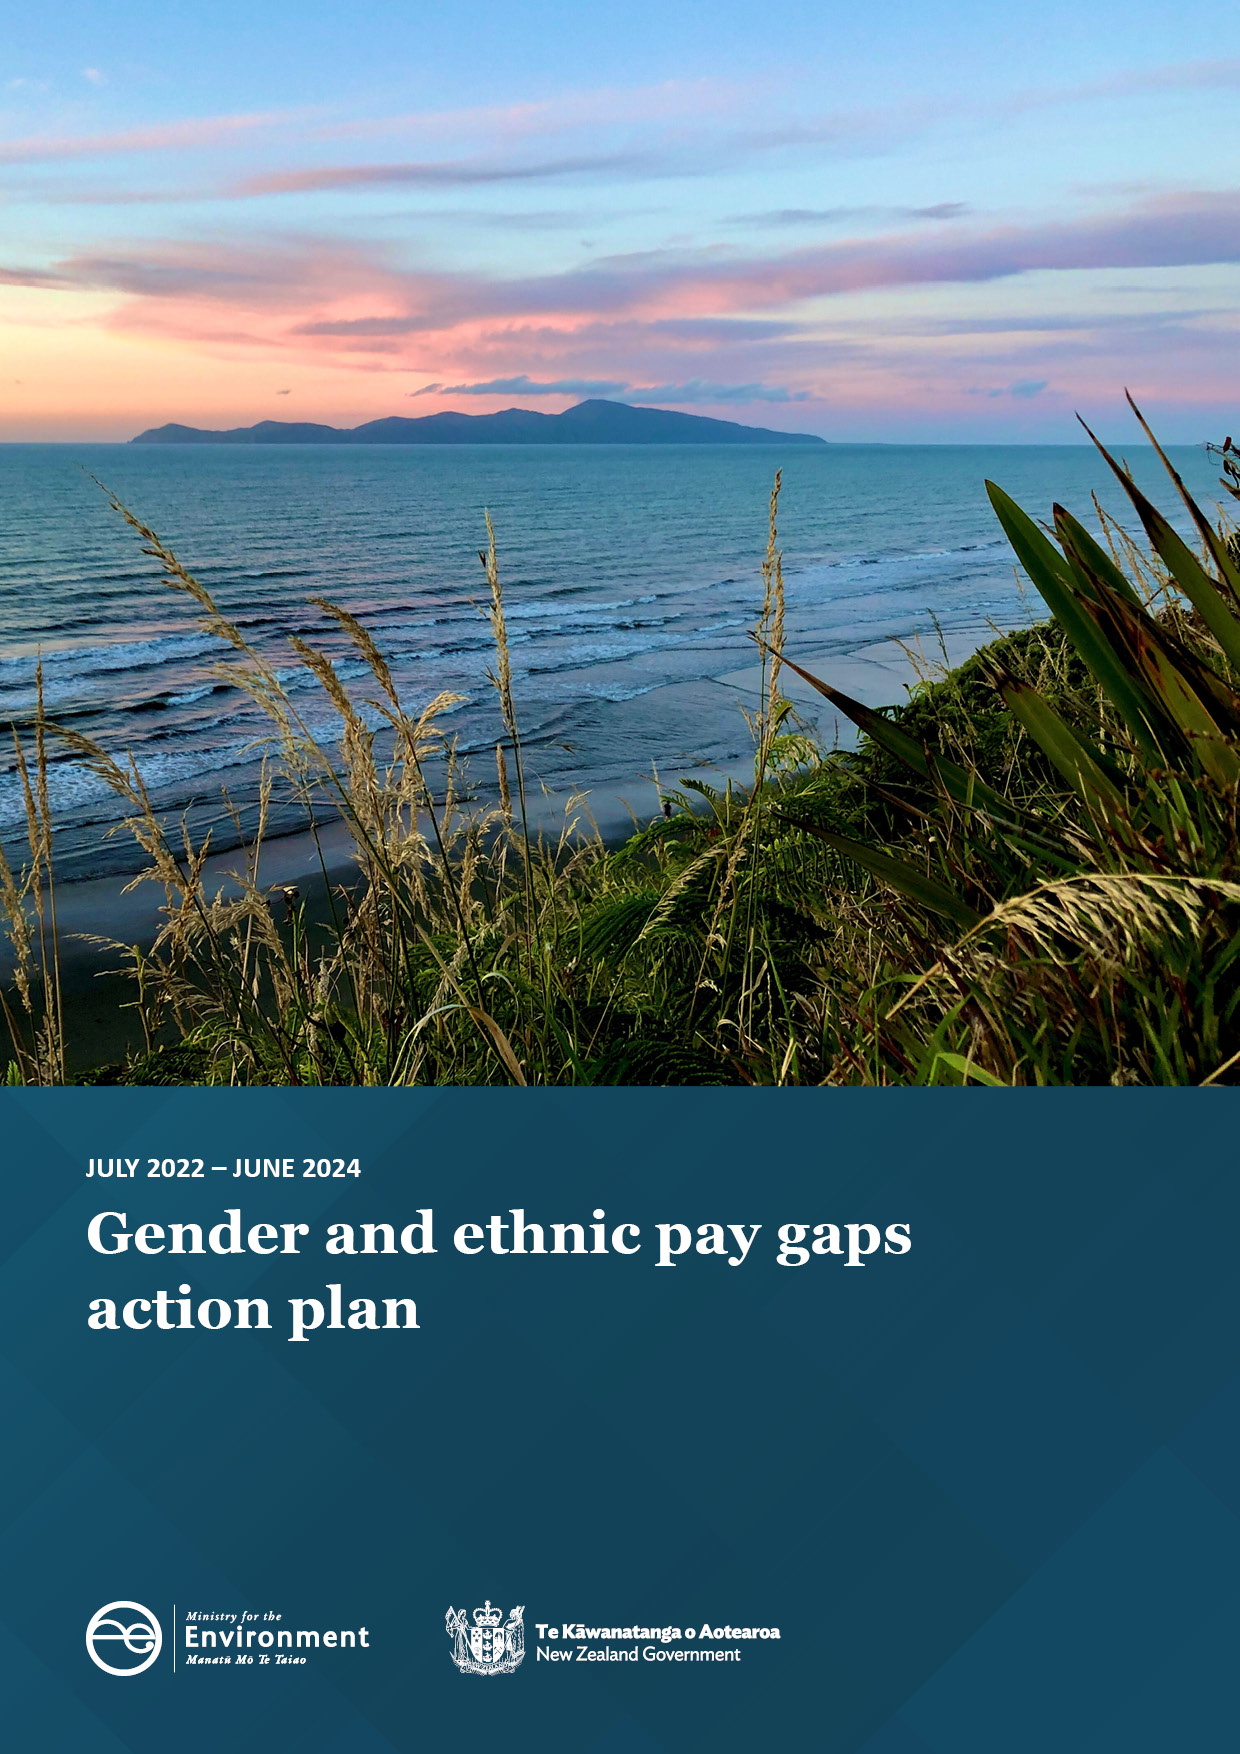 JULY 2022 – JUNE 2024
Gender and ethnic pay gaps
action plan
Ministry for the
Environment
Manatū Mō Te Taiao
Te Kāwanatanga o Aotearoa
New Zealand Government